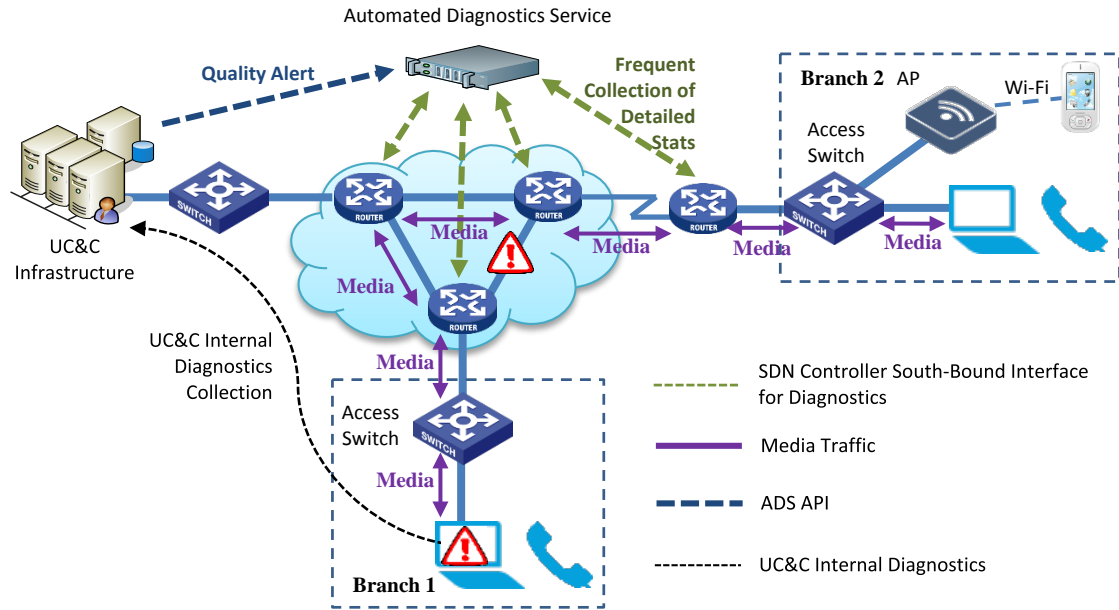 Automated Diagnostics Service
Quality Alert
Frequent
Collection of
Detailed
Stats
Branch 2
AP
Wi-Fi
Access
Switch
SWITCH
ROUTER
ROUTER
ROUTER
SWITCH
UC&C
Infrastructure
Media
Media
Media
Media
Media
ROUTER
UC&C Internal
Diagnostics
Collection
Media
Access
Switch
SWITCH
Media
Branch 1
SDN Controller South-Bound Interface
for Diagnostics
Media Traffic
ADS API
UC&C Internal Diagnostics